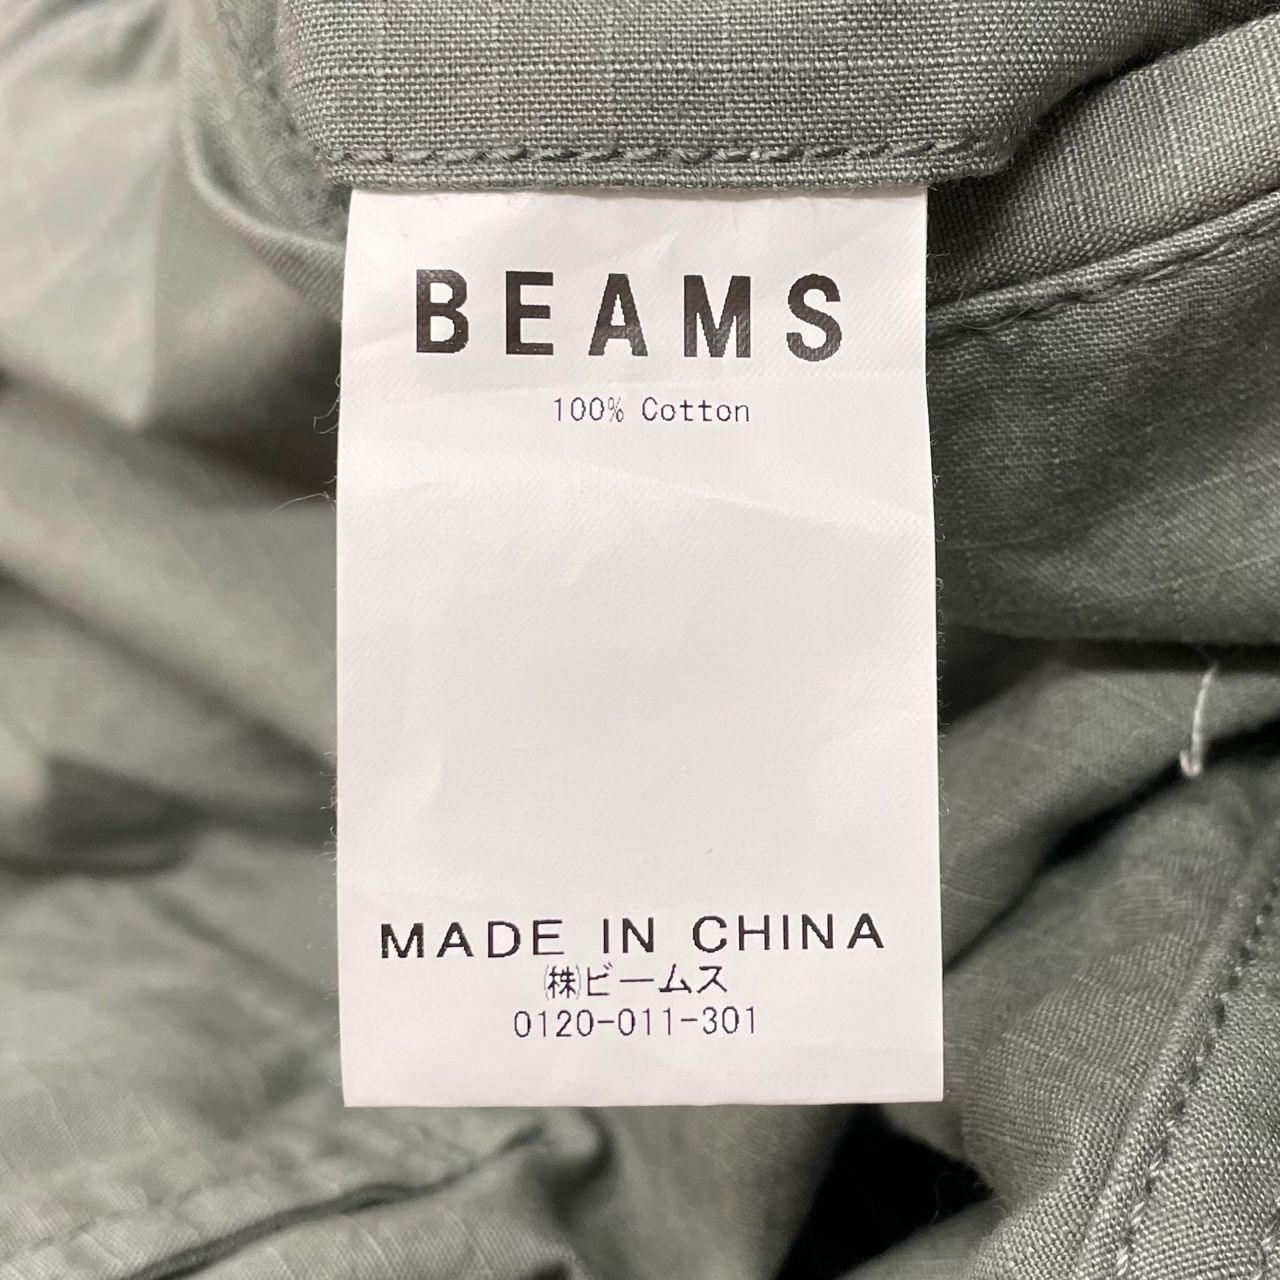 BEAMS
100% Cotton
MADE IN CHINA
㈱ビームス
0120-011-301